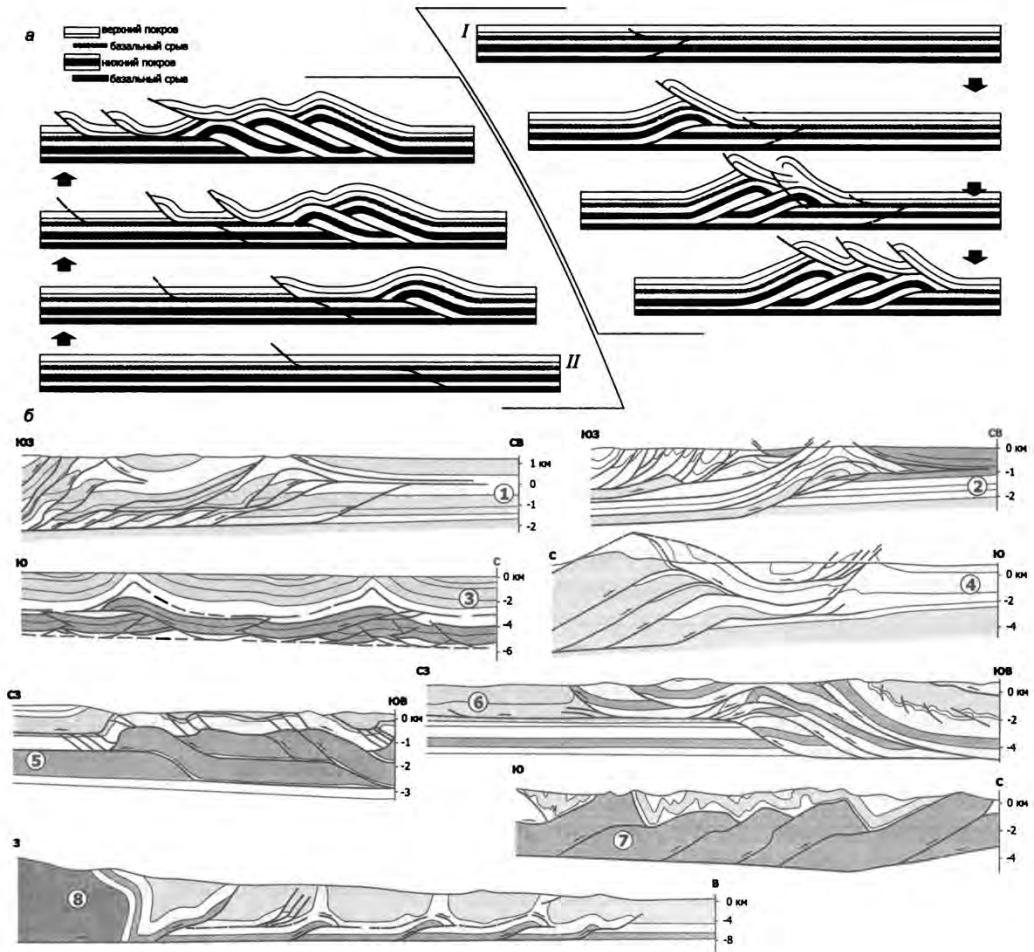 а
верхний покров
базальный срыв
нижний покров
базальный срыв
I
II
б
ЮЗ СВ
1 км
0
-1
-2
1
ЮЗ СВ
0 км
-1
-2
2
Ю С
0 км
-2
-4
-6
3
С Ю
0 км
-2
-4
4
СЗ ЮВ
0 км
-1
-2
-3
5
СЗ ЮВ
0 км
-2
-4
6
Ю С
0 км
-2
-4
7
З В
0 км
-4
-8
8